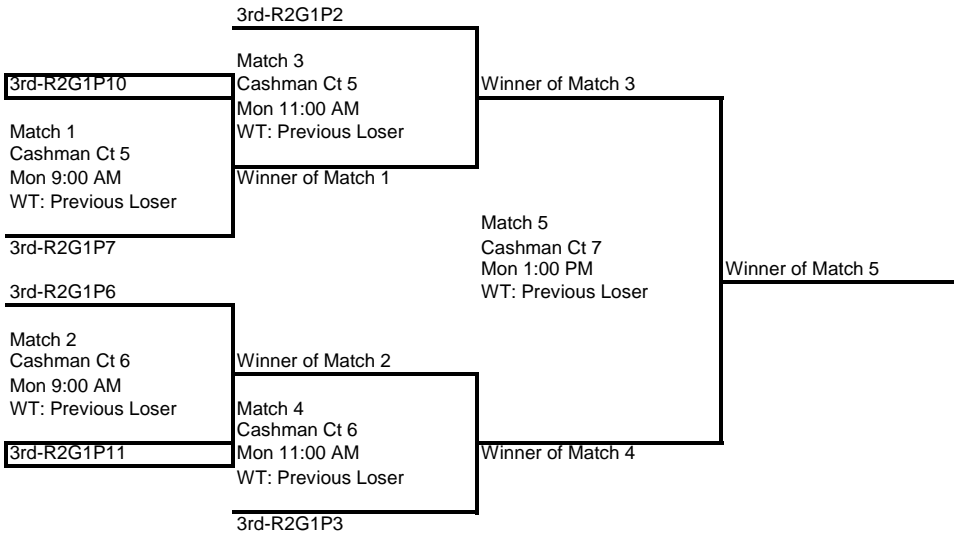 3rd-R2G1P2
Match 3
3rd-R2G1P10
Cashman Ct 5
Winner of Match 3
Mon 11:00 AM
Match 1
WT: Previous Loser
Cashman Ct 5
Mon 9:00 AM
Winner of Match 1
WT: Previous Loser
Match 5
3rd-R2G1P7
Cashman Ct 7
Mon 1:00 PM
Winner of Match 5
3rd-R2G1P6
WT: Previous Loser
Match 2
Cashman Ct 6
Winner of Match 2
Mon 9:00 AM
WT: Previous Loser
Match 4
Cashman Ct 6
3rd-R2G1P11
Mon 11:00 AM
Winner of Match 4
WT: Previous Loser
3rd-R2G1P3